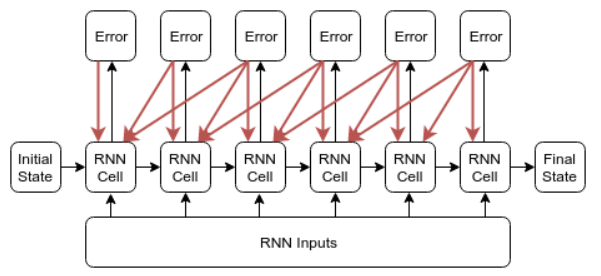 Error Error Error Error Error Error
Initial RNN RNN RNN RNN RNN RNN Final
State Cell Cell Cell Cell Cell Cell State
RNN Inputs